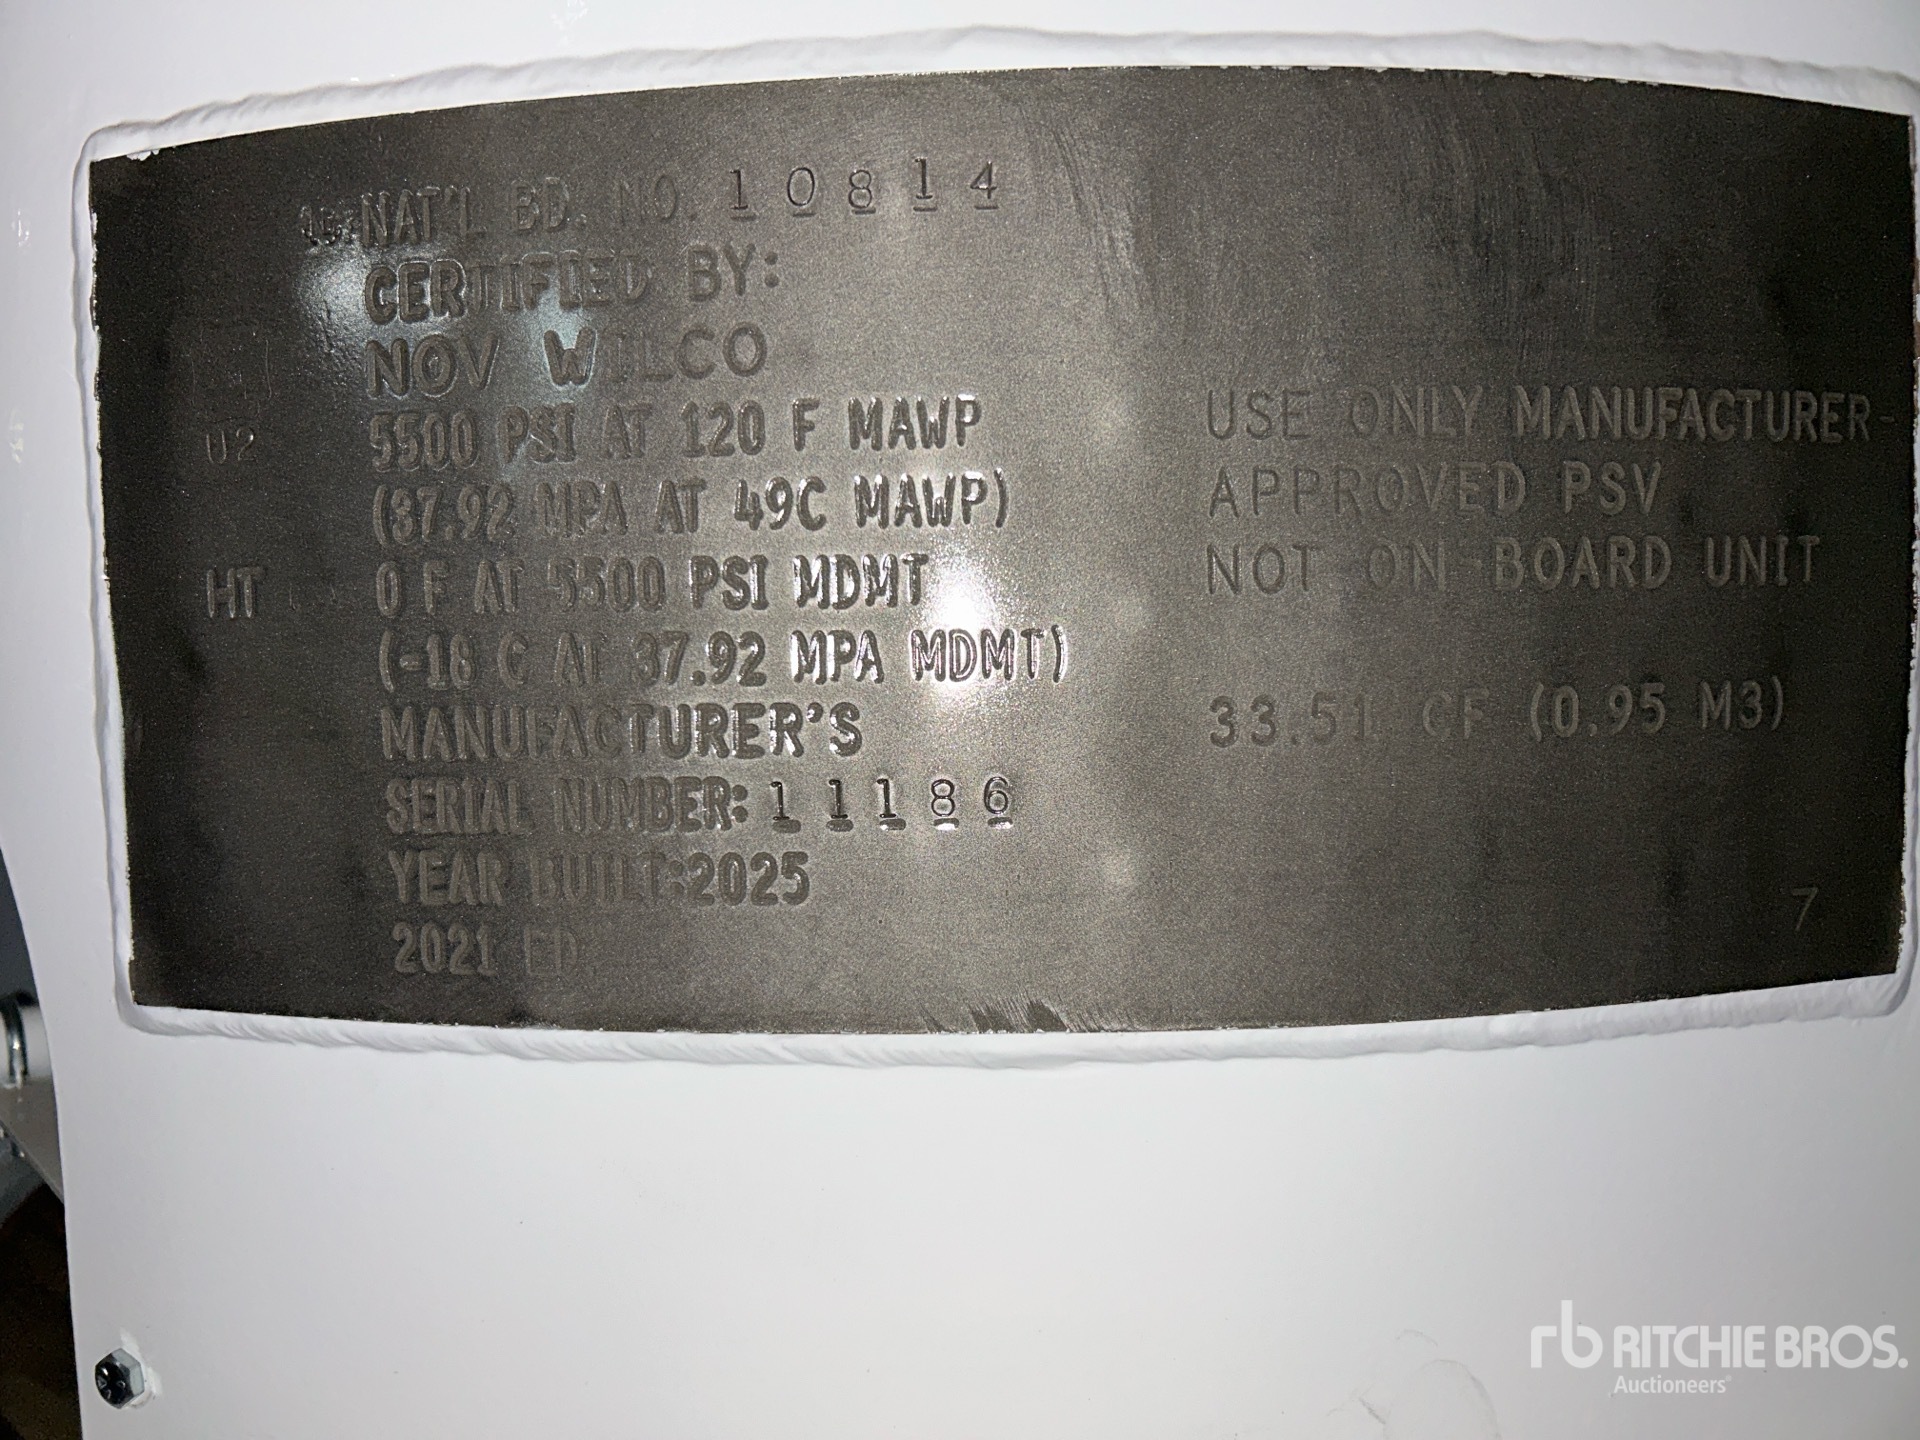 NAT'L BD. NO. 10814
CERTIFIED BY:
NOV WILCO
U2
5500 PSI AT 120 F MAWP
(37.92 MPA AT 49C MAWP)
HT
0 F AT 5500 PSI MDMT
(-18 C AT 37.92 MPA MDMT)
MANUFACTURER'S
SERIAL NUMBER: 11186
YEAR BUILT:2025
2021 ED.
USE ONLY MANUFACTURER-
APPROVED PSV
NOT ON-BOARD UNIT
33.51 CF (0.95 M3)
7
rb RITCHIE BROS.
Auctioneers